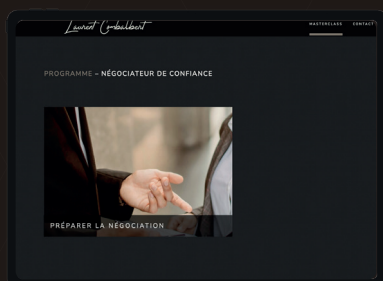 Laurent Combalbert
MASTERCLASS CONTACT
PROGRAMME – NÉGOCIATEUR DE CONFIANCE
PRÉPARER LA NÉGOCIATION